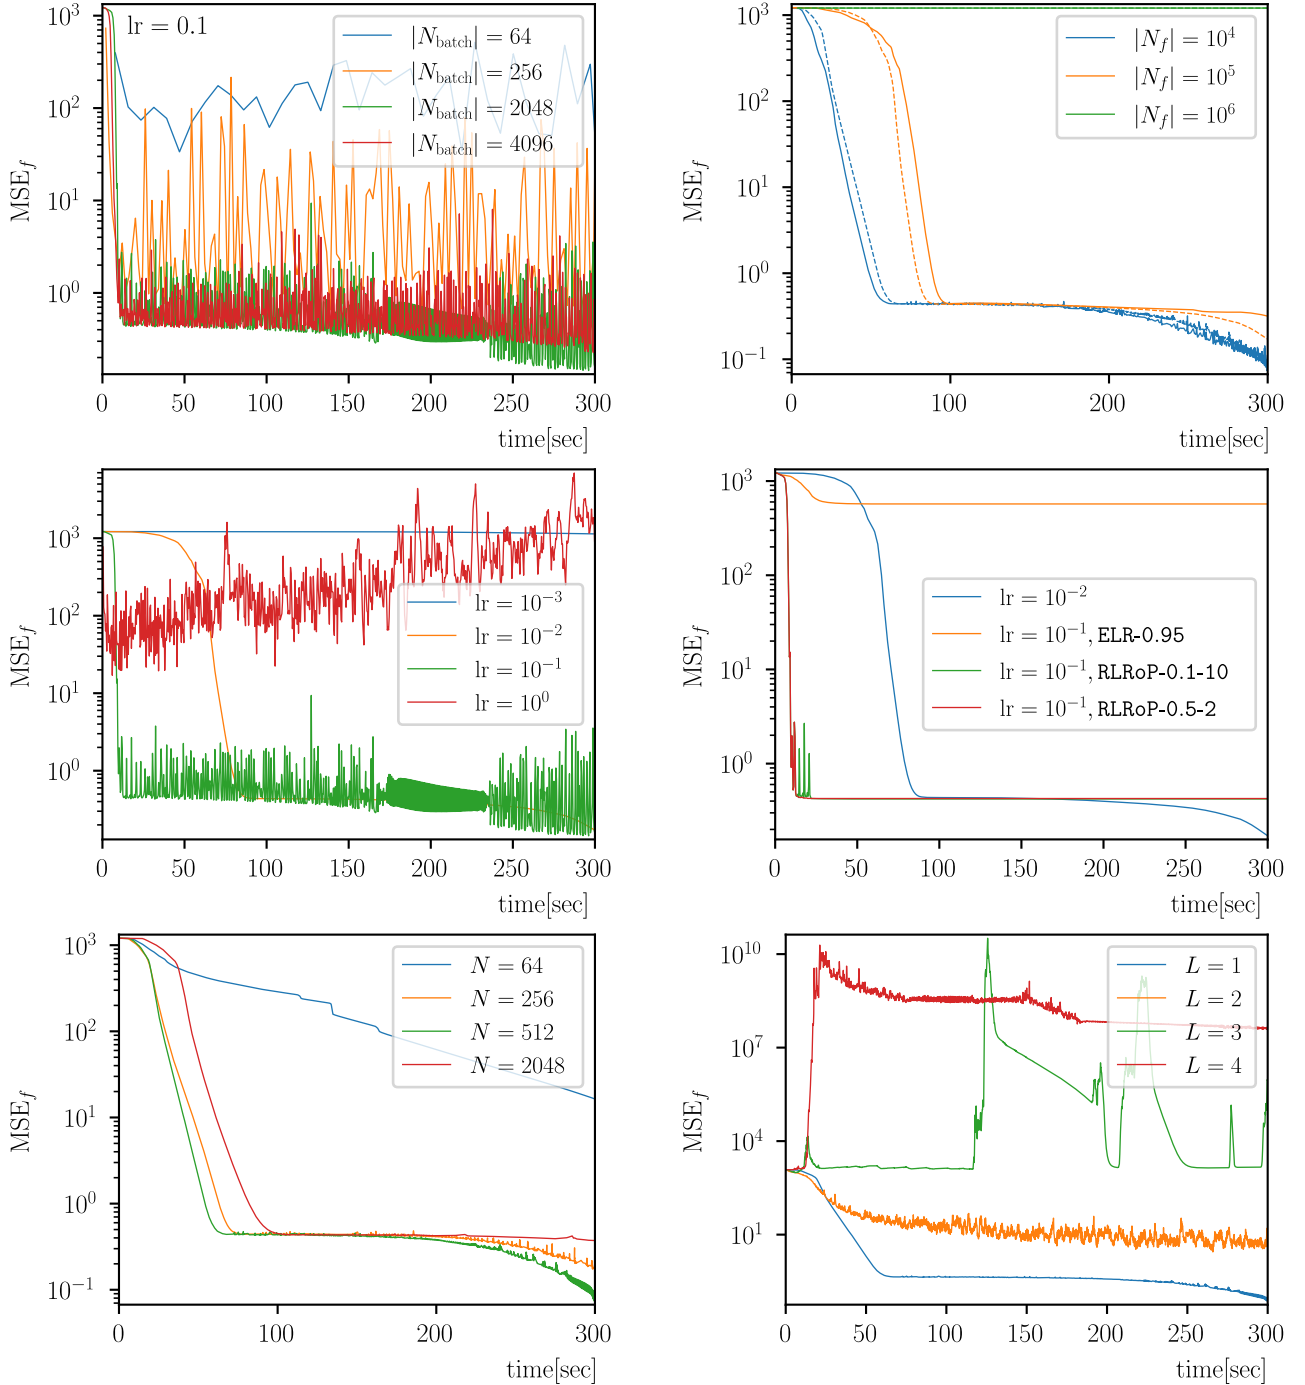 lr = 0.1
|N_batch| = 64
|N_batch| = 256
|N_batch| = 2048
|N_batch| = 4096
10^3
10^2
10^1
10^0
MSE_f
0 50 100 150 200 250 300
time[sec]
|N_f| = 10^4
|N_f| = 10^5
|N_f| = 10^6
10^3
10^2
10^1
10^0
10^−1
MSE_f
0 100 200 300
time[sec]
lr = 10^−3
lr = 10^−2
lr = 10^−1
lr = 10^0
10^3
10^2
10^1
10^0
MSE_f
0 50 100 150 200 250 300
time[sec]
lr = 10^−2
lr = 10^−1, ELR-0.95
lr = 10^−1, RLRoP-0.1-10
lr = 10^−1, RLRoP-0.5-2
10^3
10^2
10^1
10^0
MSE_f
0 50 100 150 200 250 300
time[sec]
N = 64
N = 256
N = 512
N = 2048
10^3
10^2
10^1
10^0
10^−1
MSE_f
0 100 200 300
time[sec]
L = 1
L = 2
L = 3
L = 4
10^10
10^7
10^4
10^1
MSE_f
0 50 100 150 200 250 300
time[sec]